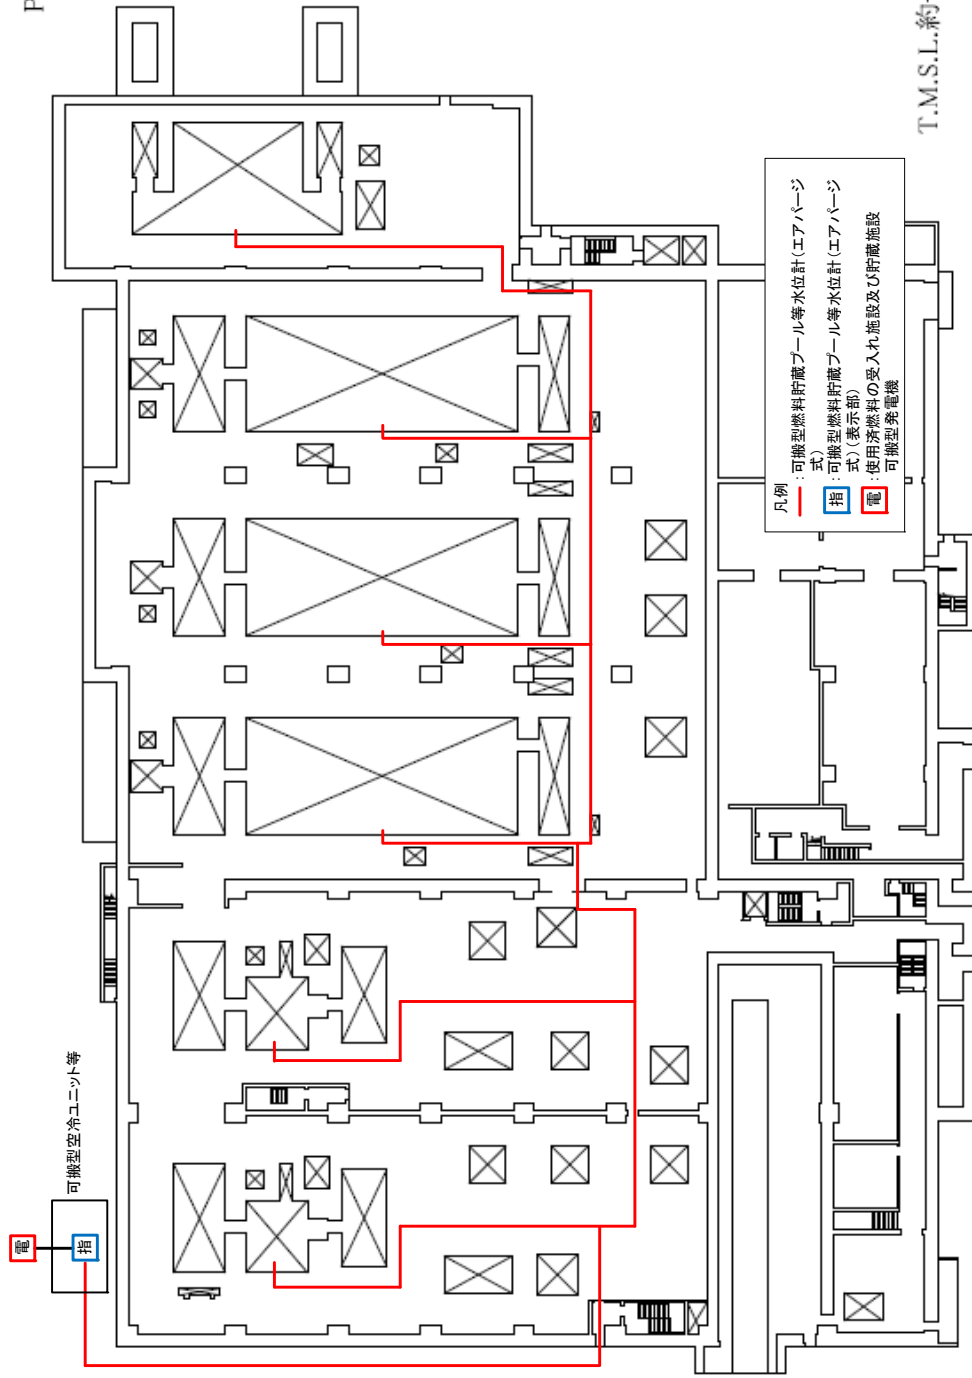 P
T.M.S.L.約
可搬型空冷ユニット等
電
指
凡例
:可搬型燃料貯蔵プール等水位計(エアパージ
式)
指
:可搬型燃料貯蔵プール等水位計(エアパージ
式)(表示部)
電
:使用済燃料の受入れ施設及び貯蔵施設
可搬型発電機